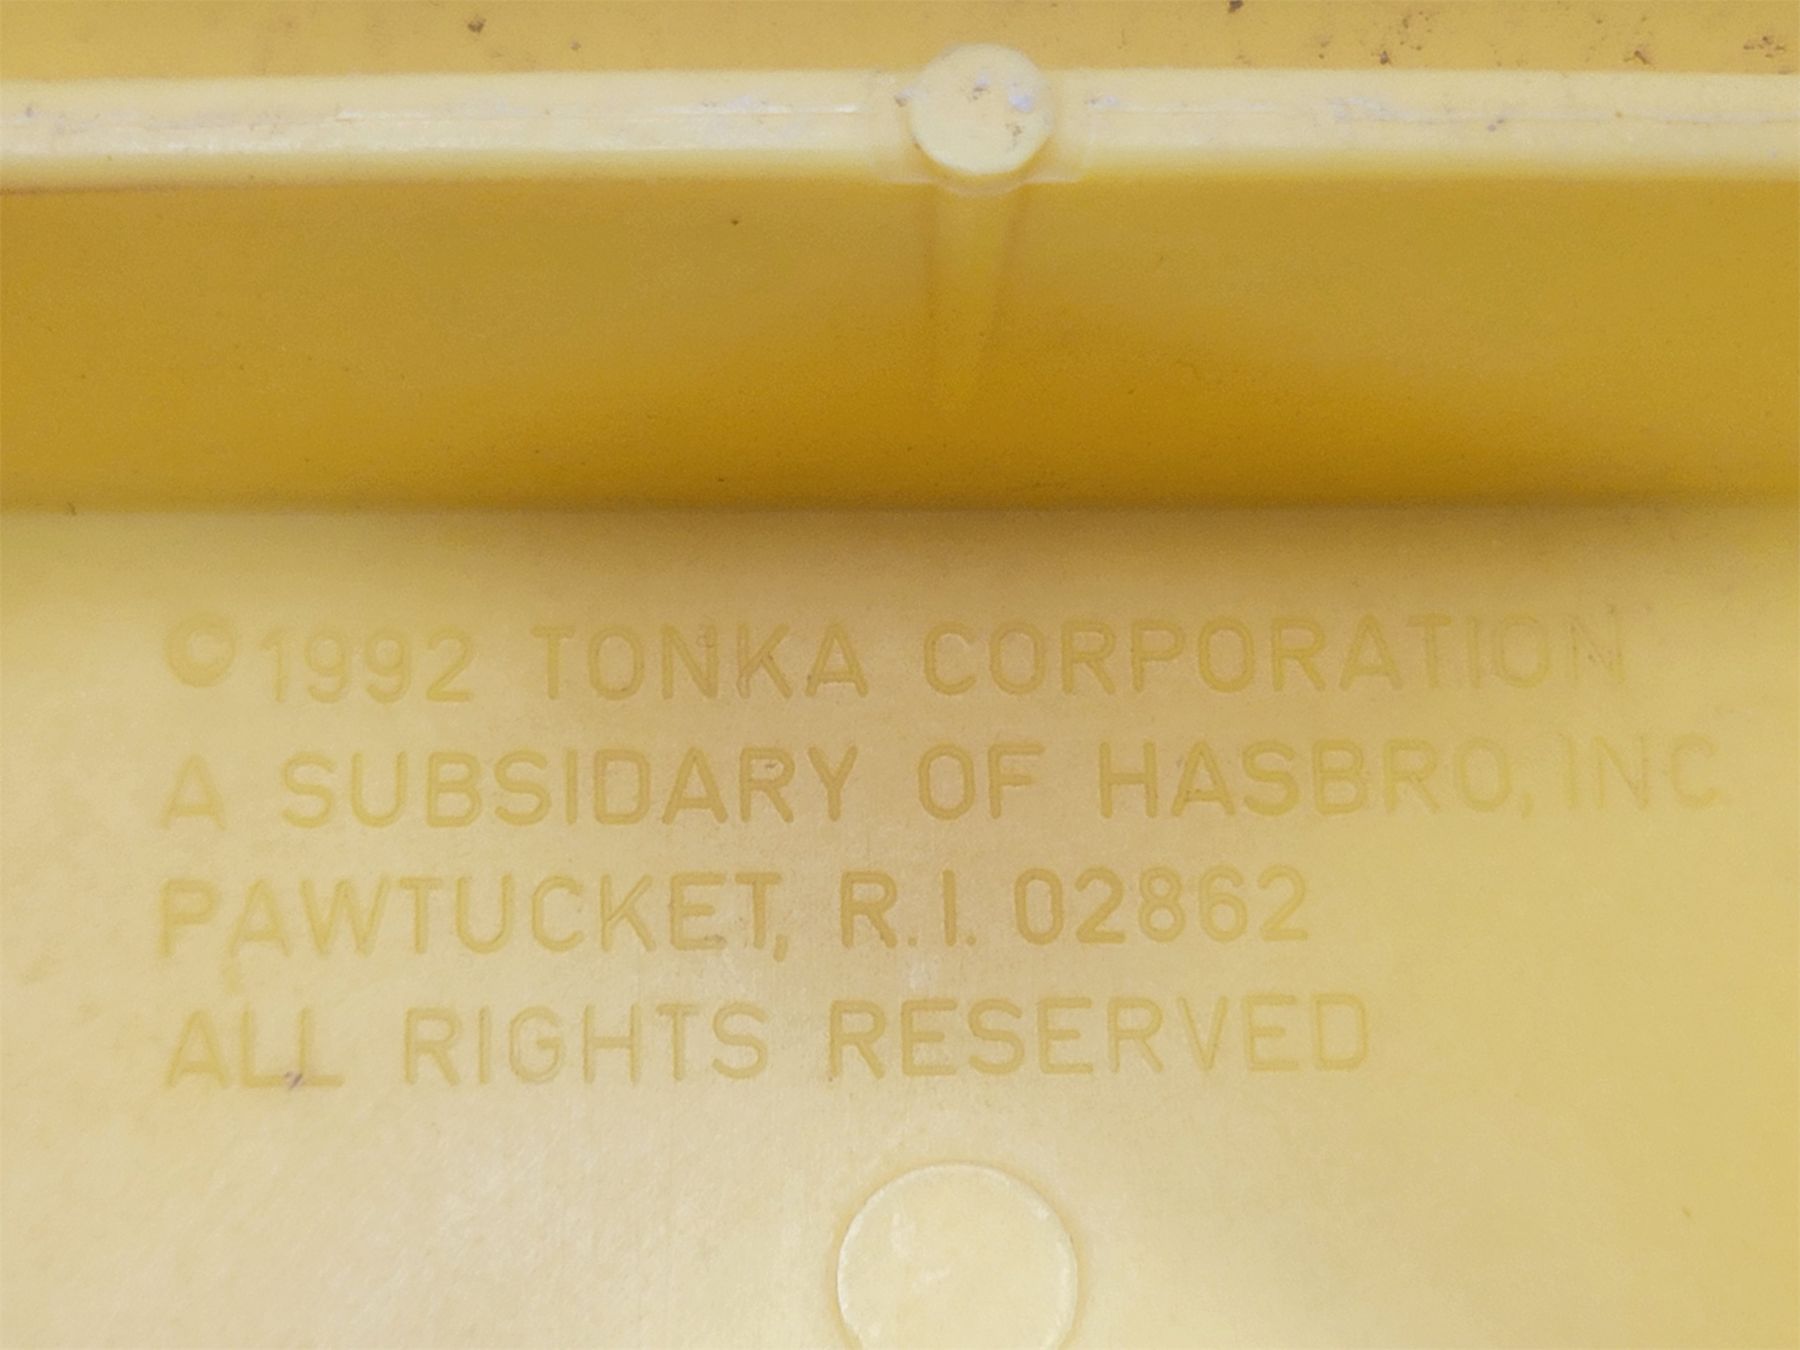 ©1992 TONKA CORPORATION
A SUBSIDARY OF HASBRO, INC
PAWTUCKET, R.I. 02862
ALL RIGHTS RESERVED